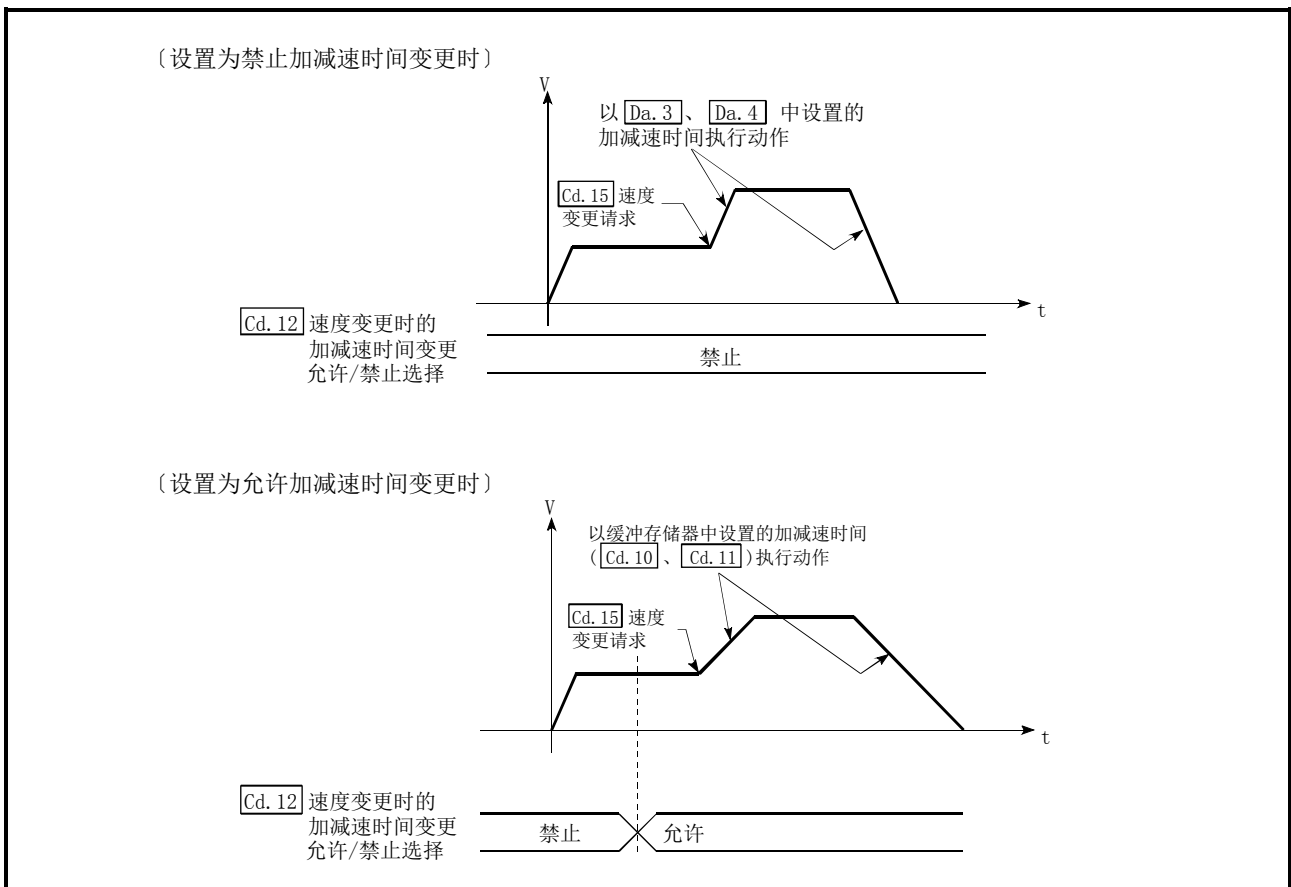 〔设置为禁止加减速时间变更时〕
V
以 Da.3 、 Da.4 中设置的
加减速时间执行动作
Cd.15 速度
变更请求
t
Cd.12 速度变更时的
加减速时间变更
允许/禁止选择
禁止
〔设置为允许加减速时间变更时〕
V
以缓冲存储器中设置的加减速时间
(Cd.10 、 Cd.11)执行动作
Cd.15 速度
变更请求
t
Cd.12 速度变更时的
加减速时间变更
允许/禁止选择
禁止 允许